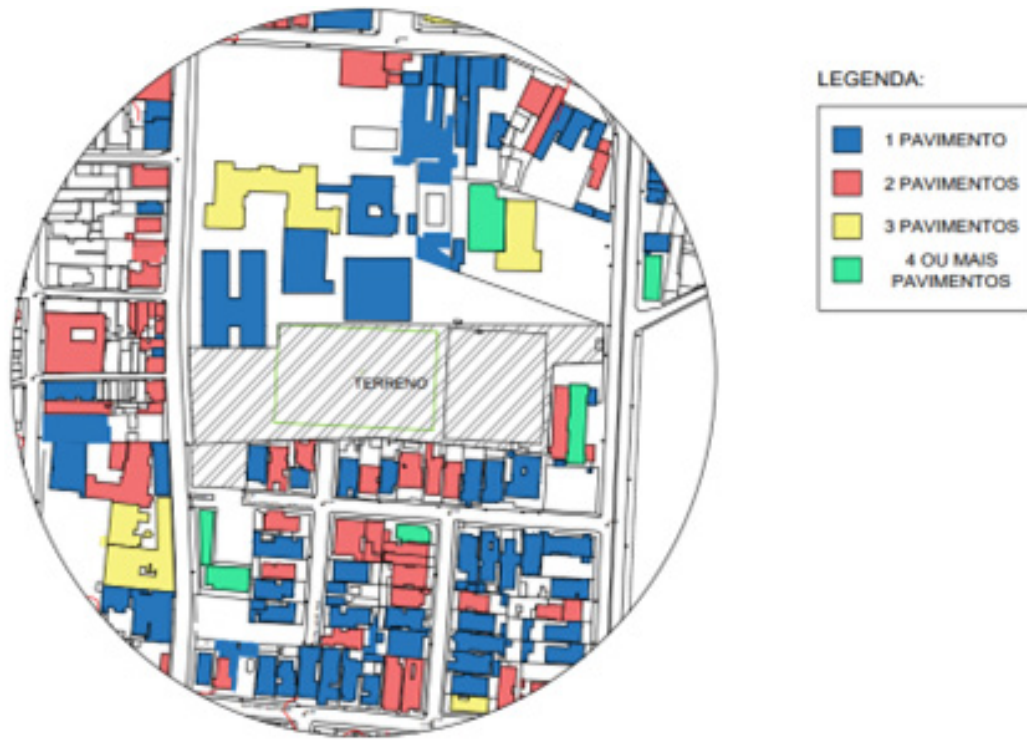 LEGENDA:
1 PAVIMENTO
2 PAVIMENTOS
3 PAVIMENTOS
4 OU MAIS
PAVIMENTOS
TERRENO